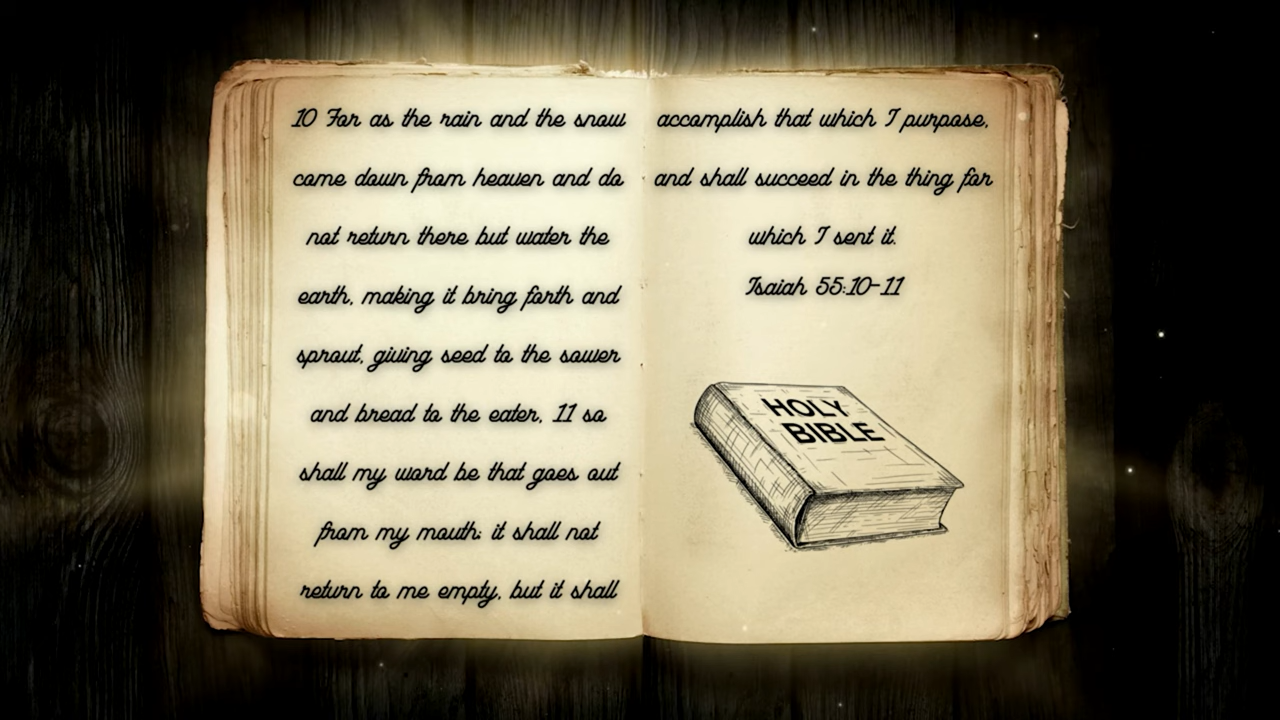 10 For as the rain and the snow
come down from heaven and do
not return there but water the
earth, making it bring forth and
sprout, giving seed to the sower
and bread to the eater, 11 so
shall my word be that goes out
from my mouth; it shall not
return to me empty, but it shall
accomplish that which I purpose,
and shall succeed in the thing for
which I sent it.
Isaiah 55:10-11
HOLY
BIBLE